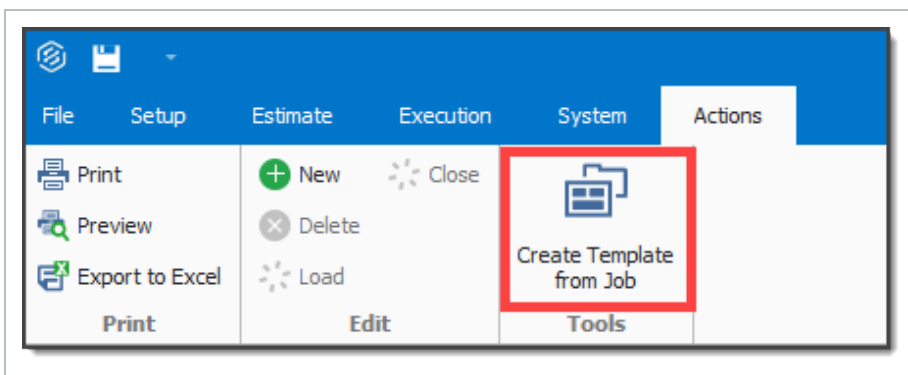 File Setup Estimate Execution System Actions
Print New Close
Preview Delete
Export to Excel Load
Create Template
from Job
Print Edit Tools